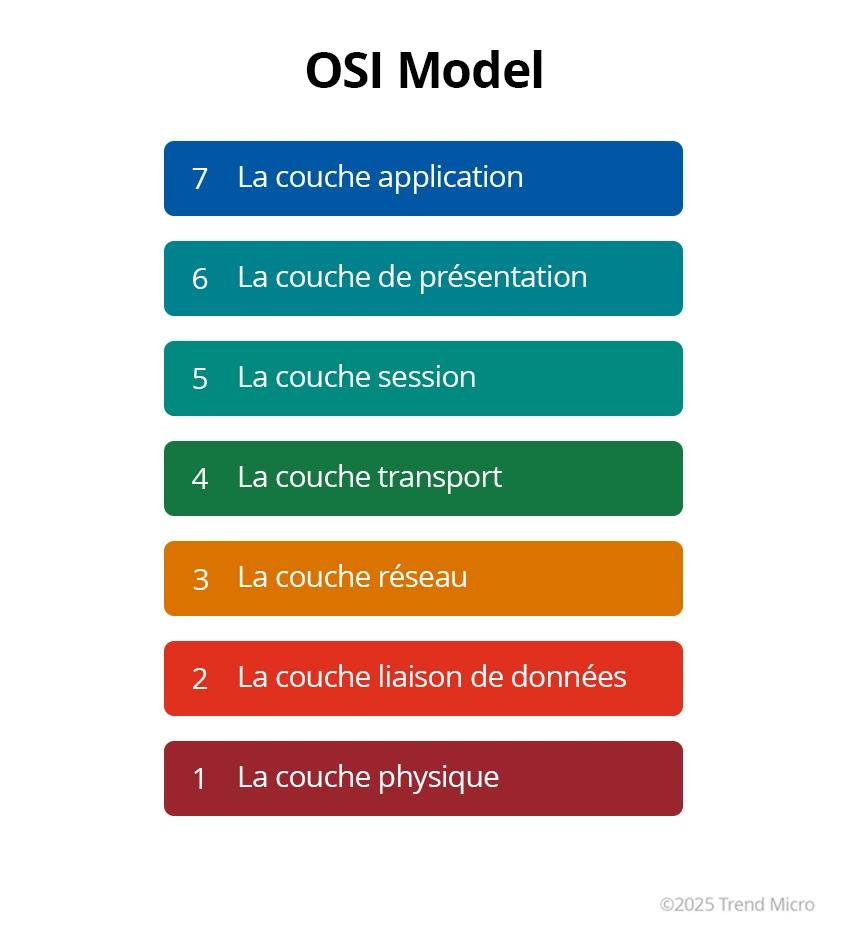 OSI Model
7 La couche application
6 La couche de présentation
5 La couche session
4 La couche transport
3 La couche réseau
2 La couche liaison de données
1 La couche physique
©2025 Trend Micro